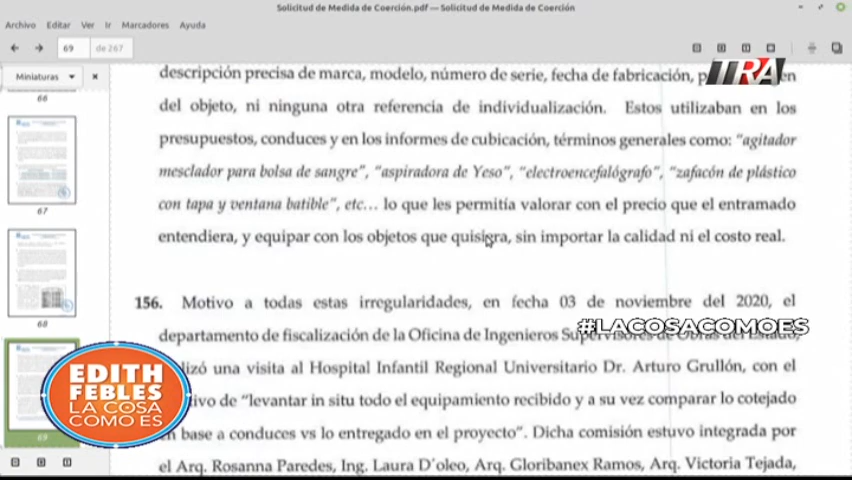 Solicitud de Medida de Coerción.pdf — Solicitud de Medida de Coerción
Archivo Editar Ver Ir Marcadores Ayuda
69 de 267
Miniaturas
66
67
68
69
descripción precisa de marca, modelo, número de serie, fecha de fabricación, en
TRA
del objeto, ni ninguna otra referencia de individualización. Estos utilizaban en los
presupuestos, conduces y en los informes de cubicación, términos generales como: "agitador
mesclador para bolsa de sangre", "aspiradora de Yeso", "electroencefalógrafo", "zafacón de plástico
con tapa y ventana batible", etc... lo que les permitía valorar con el precio que el entramado
entendiera, y equipar con los objetos que quisiera, sin importar la calidad ni el costo real.
156. Motivo a todas estas irregularidades, en fecha 03 de noviembre del 2020, el
#LACOSACOMOES
departamento de fiscalización de la Oficina de Ingenieros Supervisores de Obras del Estado,
lizó una visita al Hospital Infantil Regional Universitario Dr. Arturo Grullón, con el
ivo de "levantar in situ todo el equipamiento recibido y a su vez comparar lo cotejado
en base a conduces vs lo entregado en el proyecto". Dicha comisión estuvo integrada por
el Arq. Rosanna Paredes, Ing. Laura D'oleo, Arq. Gloribanex Ramos, Arq. Victoria Tejada,
EDITH
FEBLES
LA COSA
COMO ES